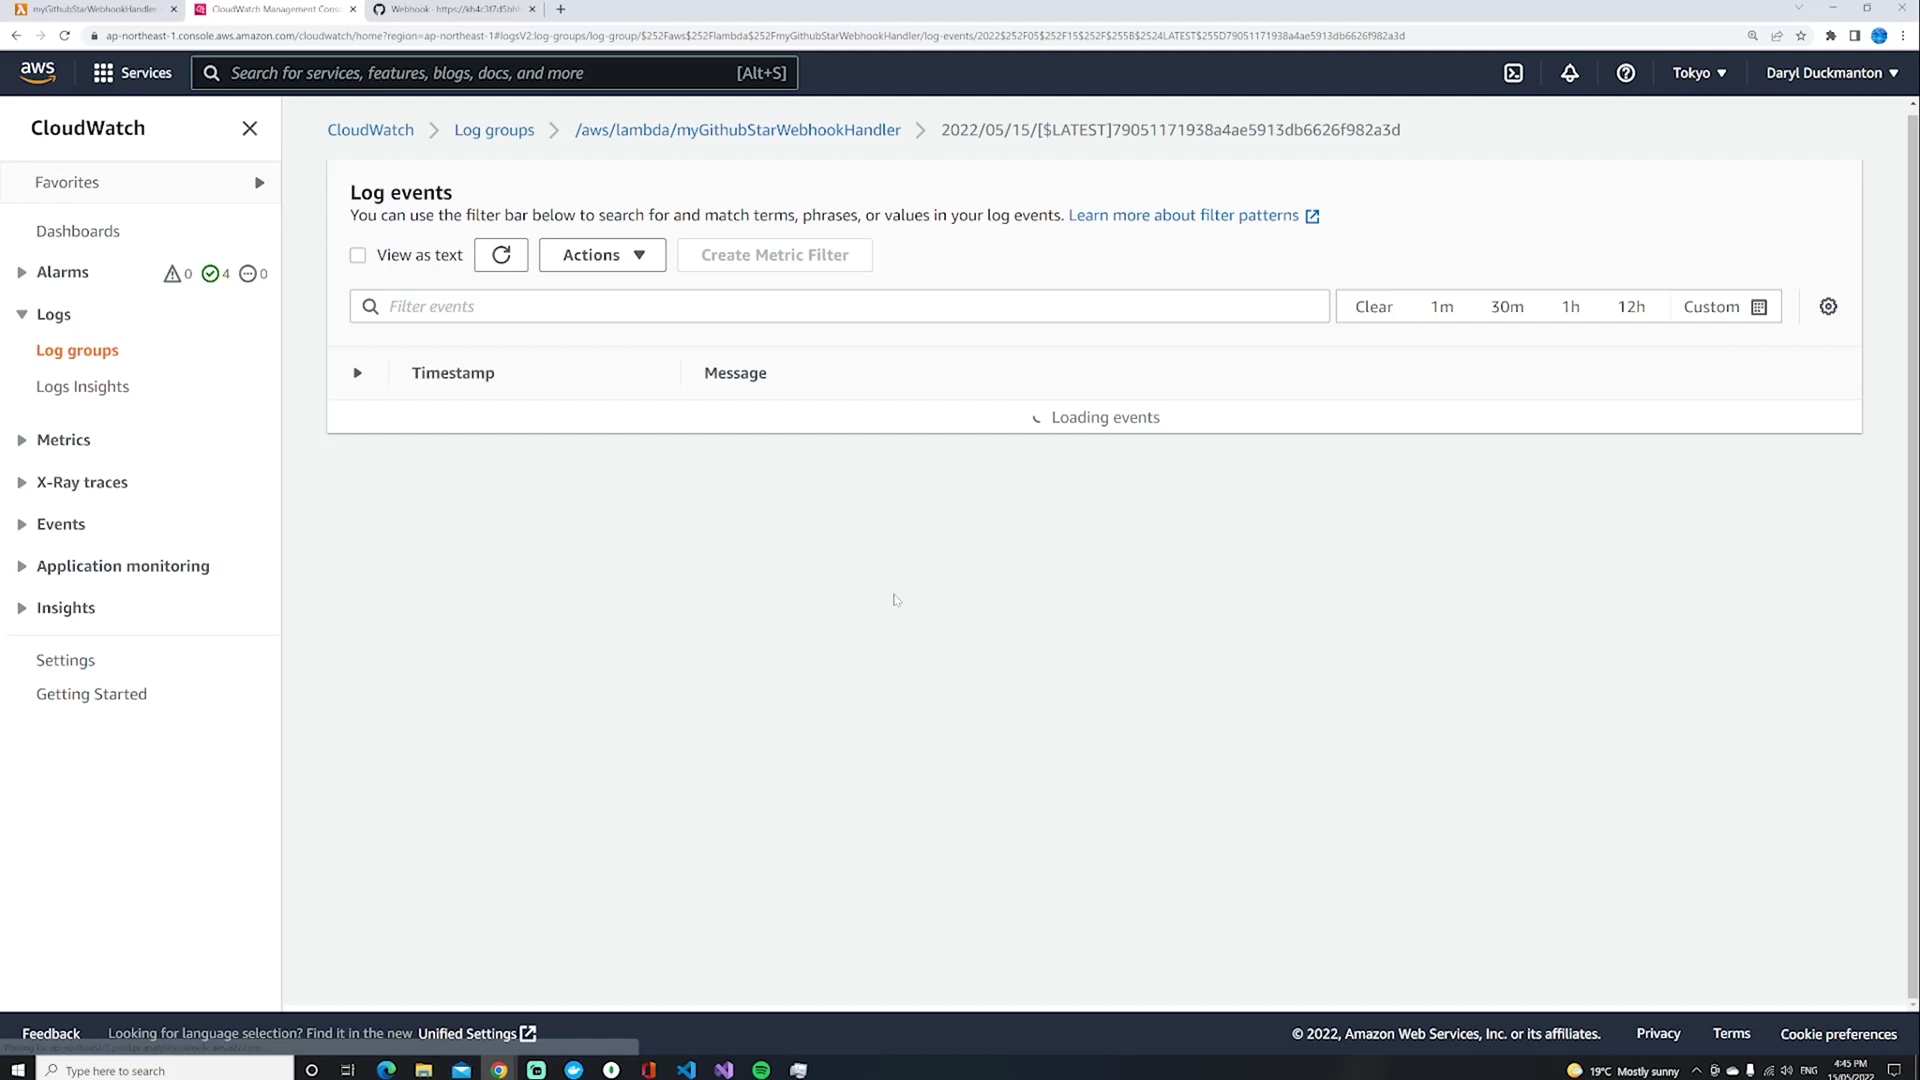 myGithubStarWebhookHandler
CloudWatch Management Conso
Webhook · https://kh4c3f7d5bhh
ap-northeast-1.console.aws.amazon.com/cloudwatch/home?region=ap-northeast-1#logsV2:log-groups/log-group/$252Faws$252Flambda$252FmyGithubStarWebhookHandler/log-events/2022$252F05$252F15$252F$255B$2524LATEST$255D79051171938a4ae5913db6626f982a3d
aws
Services
Search for services, features, blogs, docs, and more
[Alt+S]
Tokyo
Daryl Duckmanton
CloudWatch
Favorites
Dashboards
Alarms
0
4
0
Logs
Log groups
Logs Insights
Metrics
X-Ray traces
Events
Application monitoring
Insights
Settings
Getting Started
CloudWatch
Log groups
/aws/lambda/myGithubStarWebhookHandler
2022/05/15/[$LATEST]79051171938a4ae5913db6626f982a3d
Log events
You can use the filter bar below to search for and match terms, phrases, or values in your log events. Learn more about filter patterns
View as text
Actions
Create Metric Filter
Filter events
Clear
1m
30m
1h
12h
Custom
Timestamp
Message
Loading events
Feedback
Looking for language selection? Find it in the new Unified Settings
© 2022, Amazon Web Services, Inc. or its affiliates.
Privacy
Terms
Cookie preferences
Type here to search
19°C Mostly sunny
ENG
4:45 PM
15/05/2022